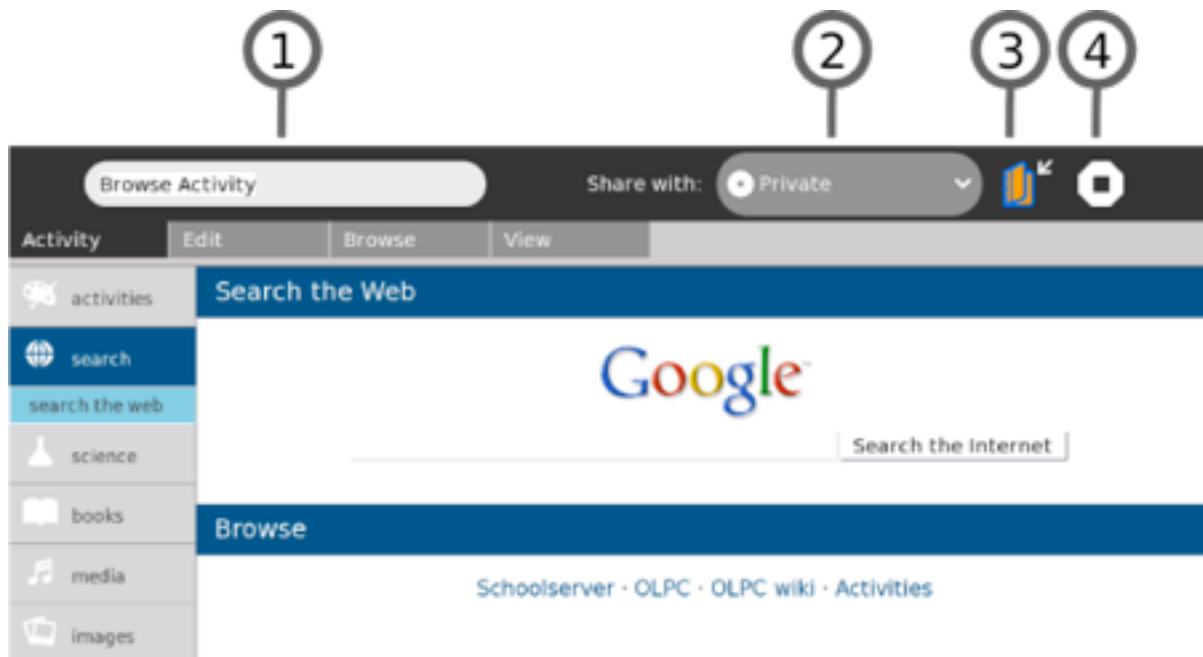 1 2 3 4
Browse Activity Share with: Private
Activity Edit Browse View
activities
search
search the web
science
books
media
images
Search the Web
Google
Search the Internet
Browse
Schoolserver · OLPC · OLPC wiki · Activities